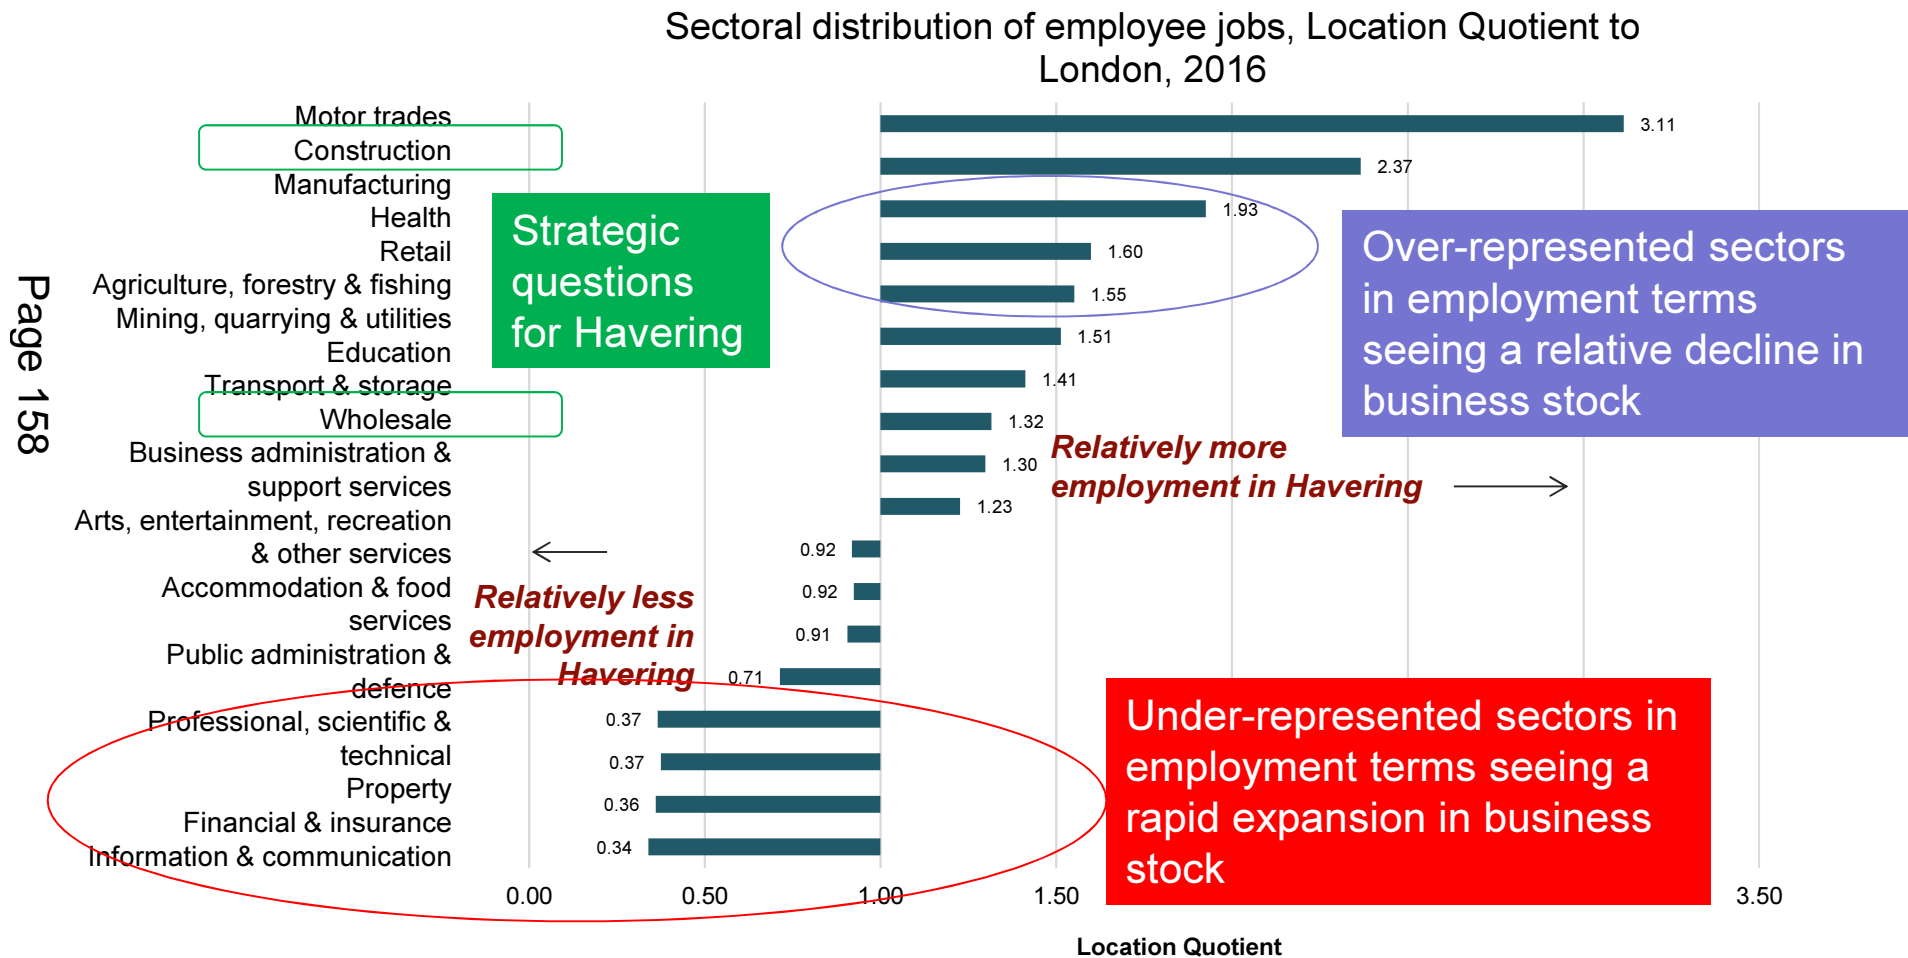 Sectoral distribution of employee jobs, Location Quotient to
London, 2016
Motor trades
Construction
Manufacturing
Health
Retail
Agriculture, forestry & fishing
Mining, quarrying & utilities
Education
Transport & storage
Wholesale
Business administration &
support services
Arts, entertainment, recreation
& other services
Accommodation & food
services
Public administration &
defence
Professional, scientific &
technical
Property
Financial & insurance
Information & communication
3.11
2.37
1.93
1.60
1.55
1.51
1.41
1.32
1.30
1.23
0.92
0.92
0.91
0.71
0.37
0.37
0.36
0.34
Strategic
questions
for Havering
Over-represented sectors
in employment terms
seeing a relative decline in
business stock
Relatively more
employment in Havering
Relatively less
employment in
Havering
Under-represented sectors in
employment terms seeing a
rapid expansion in business
stock
0.00
0.50
1.00
1.50
3.50
Location Quotient
Page 158